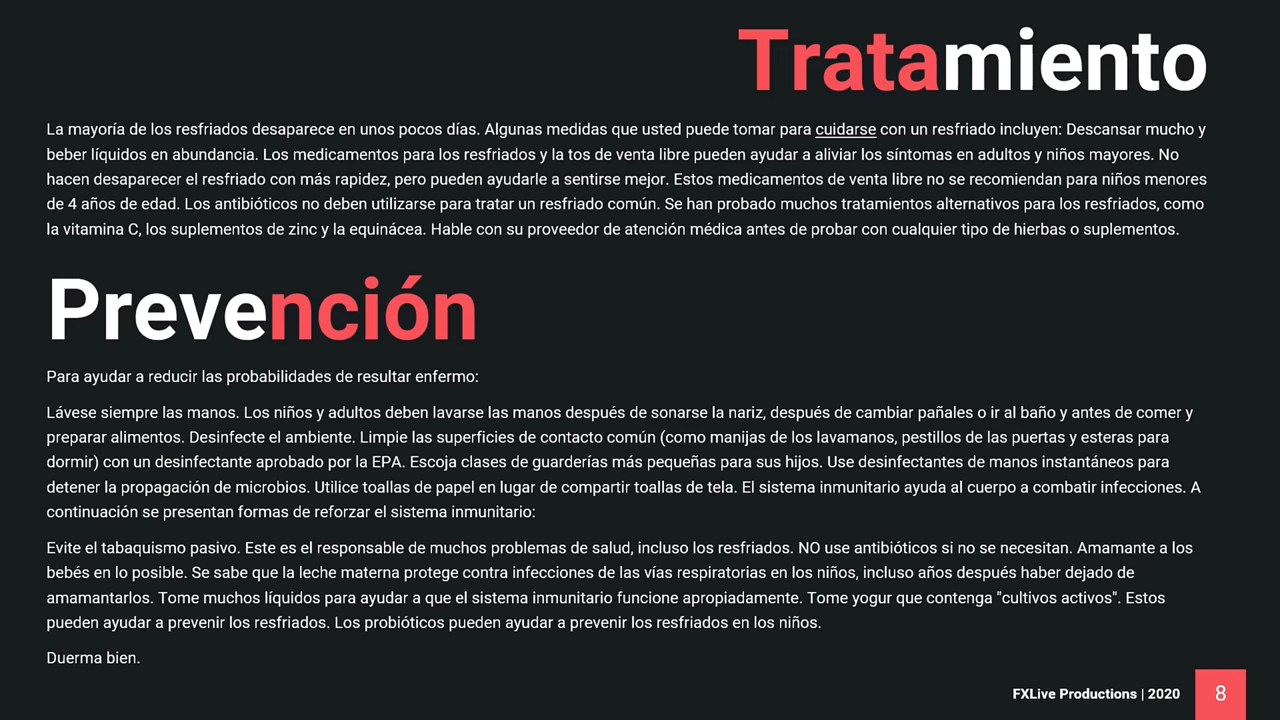 Tratamiento
La mayoría de los resfriados desaparece en unos pocos días. Algunas medidas que usted puede tomar para cuidarse con un resfriado incluyen: Descansar mucho y
beber líquidos en abundancia. Los medicamentos para los resfriados y la tos de venta libre pueden ayudar a aliviar los síntomas en adultos y niños mayores. No
hacen desaparecer el resfriado con más rapidez, pero pueden ayudarle a sentirse mejor. Estos medicamentos de venta libre no se recomiendan para niños menores
de 4 años de edad. Los antibióticos no deben utilizarse para tratar un resfriado común. Se han probado muchos tratamientos alternativos para los resfriados, como
la vitamina C, los suplementos de zinc y la equinácea. Hable con su proveedor de atención médica antes de probar con cualquier tipo de hierbas o suplementos.
Prevención
Para ayudar a reducir las probabilidades de resultar enfermo:
Lávese siempre las manos. Los niños y adultos deben lavarse las manos después de sonarse la nariz, después de cambiar pañales o ir al baño y antes de comer y
preparar alimentos. Desinfecte el ambiente. Limpie las superficies de contacto común (como manijas de los lavamanos, pestillos de las puertas y esteras para
dormir) con un desinfectante aprobado por la EPA. Escoja clases de guarderías más pequeñas para sus hijos. Use desinfectantes de manos instantáneos para
detener la propagación de microbios. Utilice toallas de papel en lugar de compartir toallas de tela. El sistema inmunitario ayuda al cuerpo a combatir infecciones. A
continuación se presentan formas de reforzar el sistema inmunitario:
Evite el tabaquismo pasivo. Este es el responsable de muchos problemas de salud, incluso los resfriados. NO use antibióticos si no se necesitan. Amamante a los
bebés en lo posible. Se sabe que la leche materna protege contra infecciones de las vías respiratorias en los niños, incluso años después haber dejado de
amamantarlos. Tome muchos líquidos para ayudar a que el sistema inmunitario funcione apropiadamente. Tome yogur que contenga "cultivos activos". Estos
pueden ayudar a prevenir los resfriados. Los probióticos pueden ayudar a prevenir los resfriados en los niños.
Duerma bien.
FXLive Productions | 2020
8